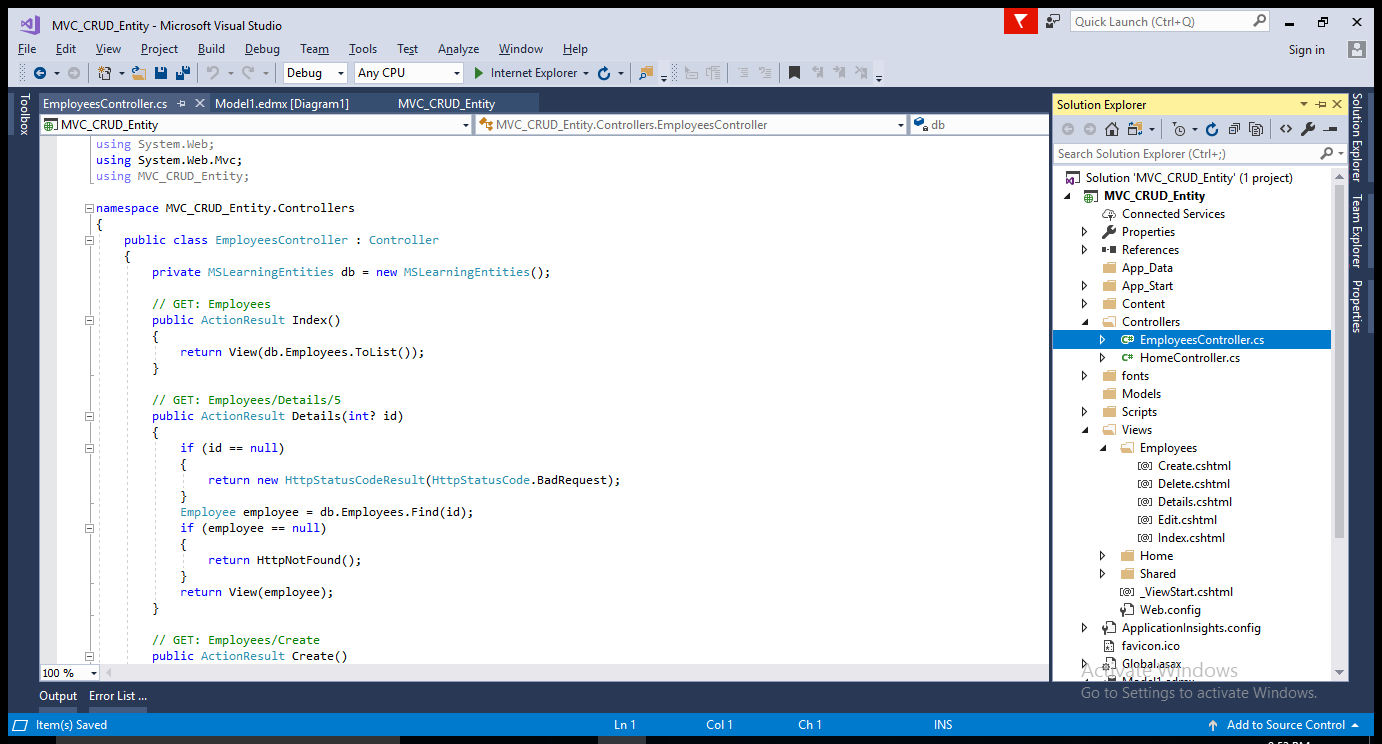 MVC_CRUD_Entity - Microsoft Visual Studio
Quick Launch (Ctrl+Q)
File Edit View Project Build Debug Team Tools Test Analyze Window Help
Sign in
Debug Any CPU Internet Explorer
Toolbox
EmployeesController.cs Model1.edmx [Diagram1] MVC_CRUD_Entity
MVC_CRUD_Entity MVC_CRUD_Entity.Controllers.EmployeesController db
using System.Web;
using System.Web.Mvc;
using MVC_CRUD_Entity;
namespace MVC_CRUD_Entity.Controllers
{
public class EmployeesController : Controller
{
private MSLearningEntities db = new MSLearningEntities();
// GET: Employees
public ActionResult Index()
{
return View(db.Employees.ToList());
}
// GET: Employees/Details/5
public ActionResult Details(int? id)
{
if (id == null)
{
return new HttpStatusCodeResult(HttpStatusCode.BadRequest);
}
Employee employee = db.Employees.Find(id);
if (employee == null)
{
return HttpNotFound();
}
return View(employee);
}
// GET: Employees/Create
public ActionResult Create()
100 %
Solution Explorer
Search Solution Explorer (Ctrl+;)
Solution 'MVC_CRUD_Entity' (1 project)
MVC_CRUD_Entity
Connected Services
Properties
References
App_Data
App_Start
Content
Controllers
C# EmployeesController.cs
C# HomeController.cs
fonts
Models
Scripts
Views
Employees
[@] Create.cshtml
[@] Delete.cshtml
[@] Details.cshtml
[@] Edit.cshtml
[@] Index.cshtml
Home
Shared
[@] _ViewStart.cshtml
Web.config
ApplicationInsights.config
favicon.ico
Global.asax
Model1.edmx
Solution Explorer
Team Explorer
Properties
Activate Windows
Go to Settings to activate Windows.
Output Error List ...
Item(s) Saved Ln 1 Col 1 Ch 1 INS Add to Source Control